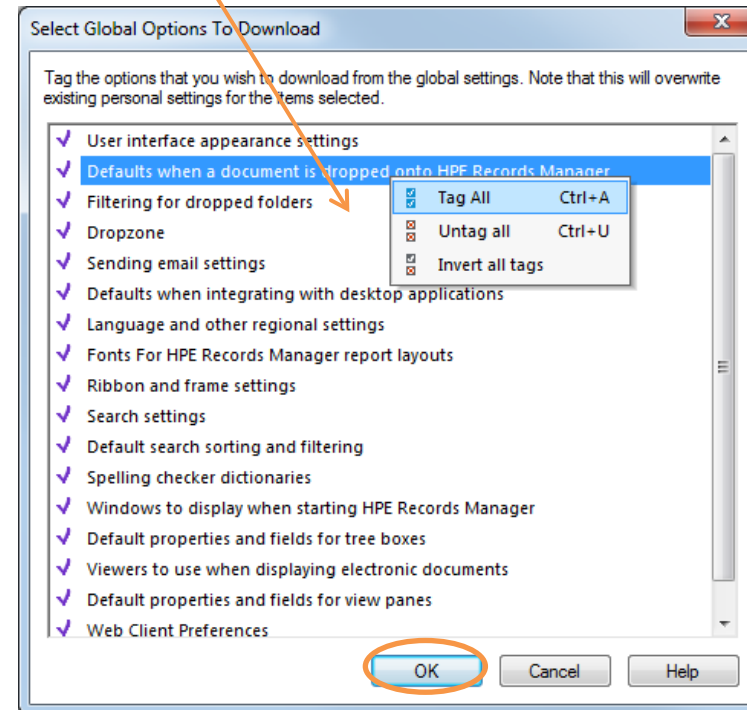 Select Global Options To Download
Tag the options that you wish to download from the global settings. Note that this will overwrite
existing personal settings for the items selected.
User interface appearance settings
Defaults when a document is dropped onto HPE Records Manager
Filtering for dropped folders
Tag All Ctrl+A
Dropzone
Untag all Ctrl+U
Sending email settings
Invert all tags
Defaults when integrating with desktop applications
Language and other regional settings
Fonts For HPE Records Manager report layouts
Ribbon and frame settings
Search settings
Default search sorting and filtering
Spelling checker dictionaries
Windows to display when starting HPE Records Manager
Default properties and fields for tree boxes
Viewers to use when displaying electronic documents
Default properties and fields for view panes
Web Client Preferences
OK Cancel Help